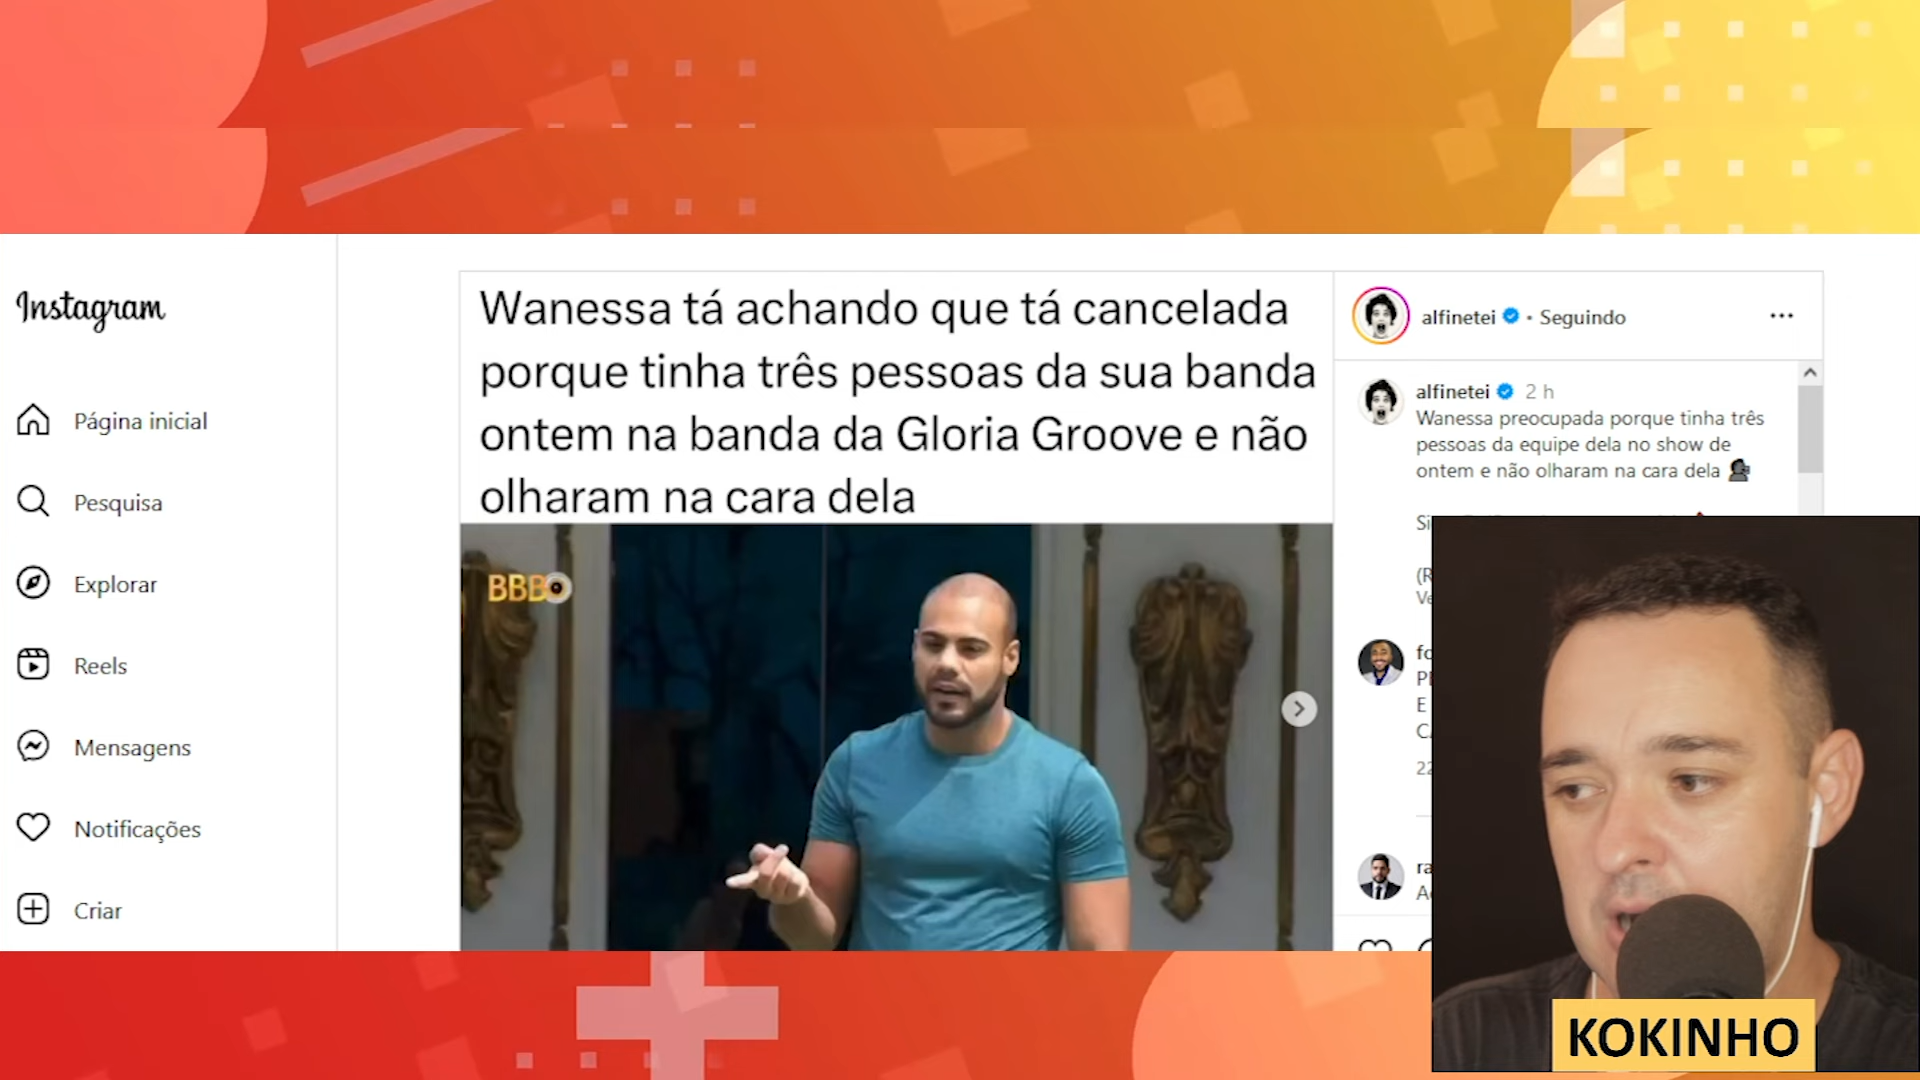 Instagram
Página inicial
Pesquisa
Explorar
Reels
Mensagens
Notificações
Criar
Wanessa tá achando que tá cancelada
porque tinha três pessoas da sua banda
ontem na banda da Gloria Groove e não
olharam na cara dela
BBB
alfinetei • Seguindo
alfinetei 2 h
Wanessa preocupada porque tinha três
pessoas da equipe dela no show de
ontem e não olharam na cara dela
KOKINHO